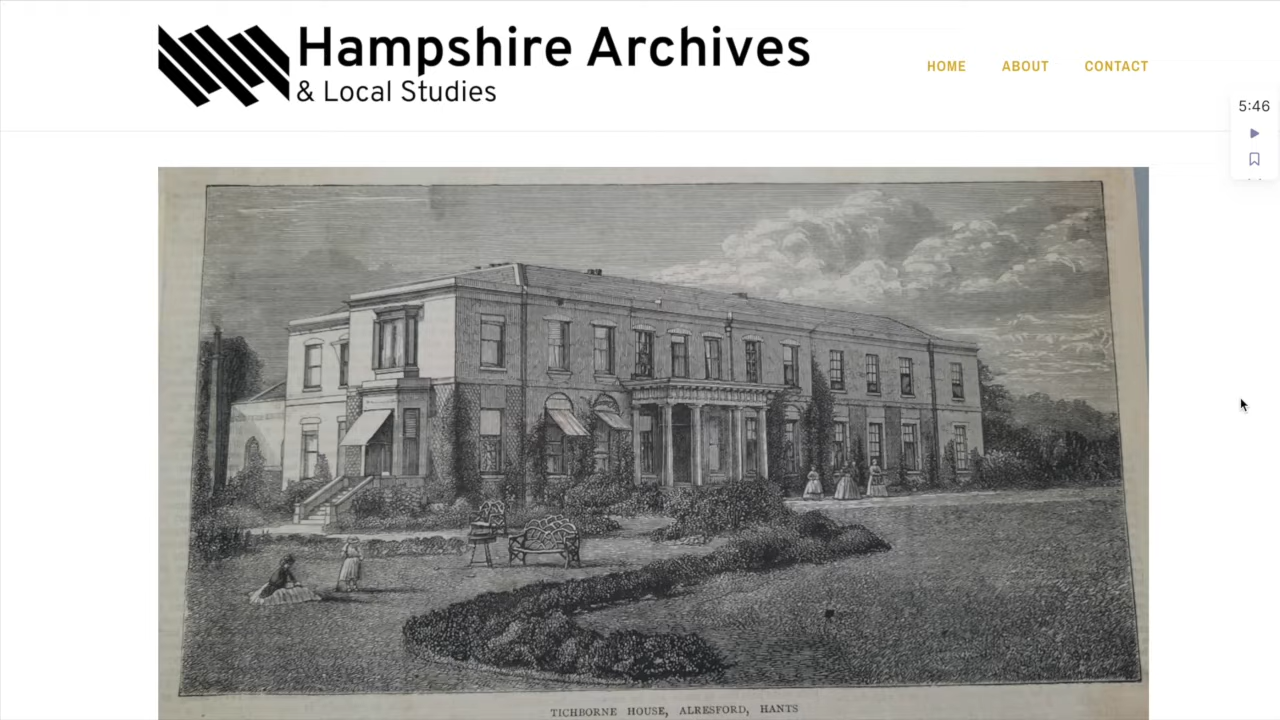 Hampshire Archives
& Local Studies
HOME ABOUT CONTACT
5:46
TICHBORNE HOUSE, ALRESFORD, HANTS